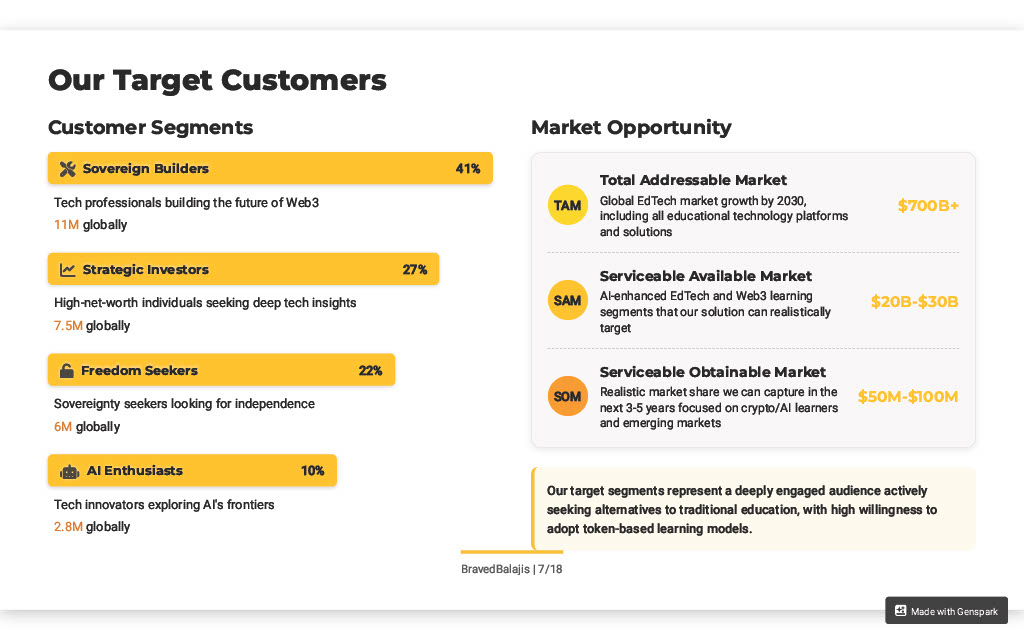 Our Target Customers
Customer Segments
Sovereign Builders 41%
Tech professionals building the future of Web3
11M globally
Strategic Investors 27%
High-net-worth individuals seeking deep tech insights
7.5M globally
Freedom Seekers 22%
Sovereignty seekers looking for independence
6M globally
AI Enthusiasts 10%
Tech innovators exploring AI's frontiers
2.8M globally
Market Opportunity
TAM
Total Addressable Market
Global EdTech market growth by 2030,
including all educational technology platforms
and solutions
$700B+
SAM
Serviceable Available Market
AI-enhanced EdTech and Web3 learning
segments that our solution can realistically
target
$20B-$30B
SOM
Serviceable Obtainable Market
Realistic market share we can capture in the
next 3-5 years focused on crypto/AI learners
and emerging markets
$50M-$100M
Our target segments represent a deeply engaged audience actively
seeking alternatives to traditional education, with high willingness to
adopt token-based learning models.
BravedBalajis | 7/18
Made with Genspark